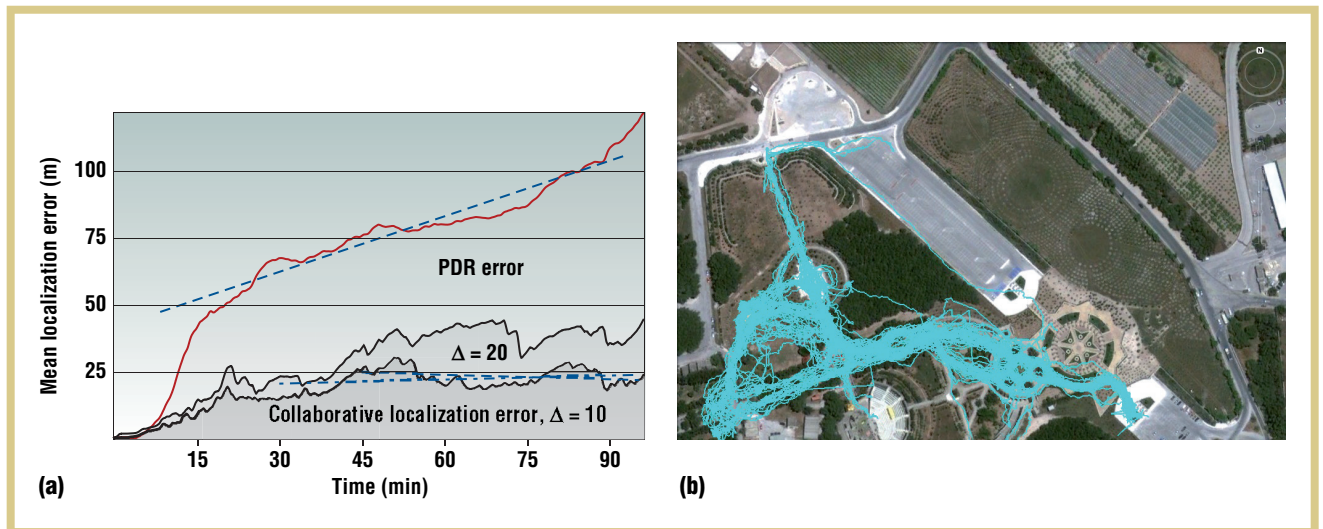 Mean localization error (m)
100
75
50
25
PDR error
Δ = 20
Collaborative localization error, Δ = 10
15 30 45 60 75 90
Time (min)
(a)
N
(b)